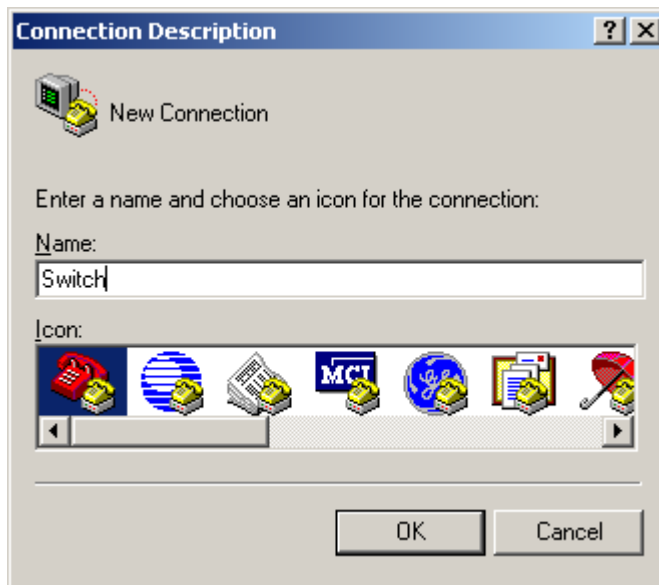 Connection Description
New Connection
Enter a name and choose an icon for the connection:
Name:
Switch
Icon:
MCI
OK Cancel